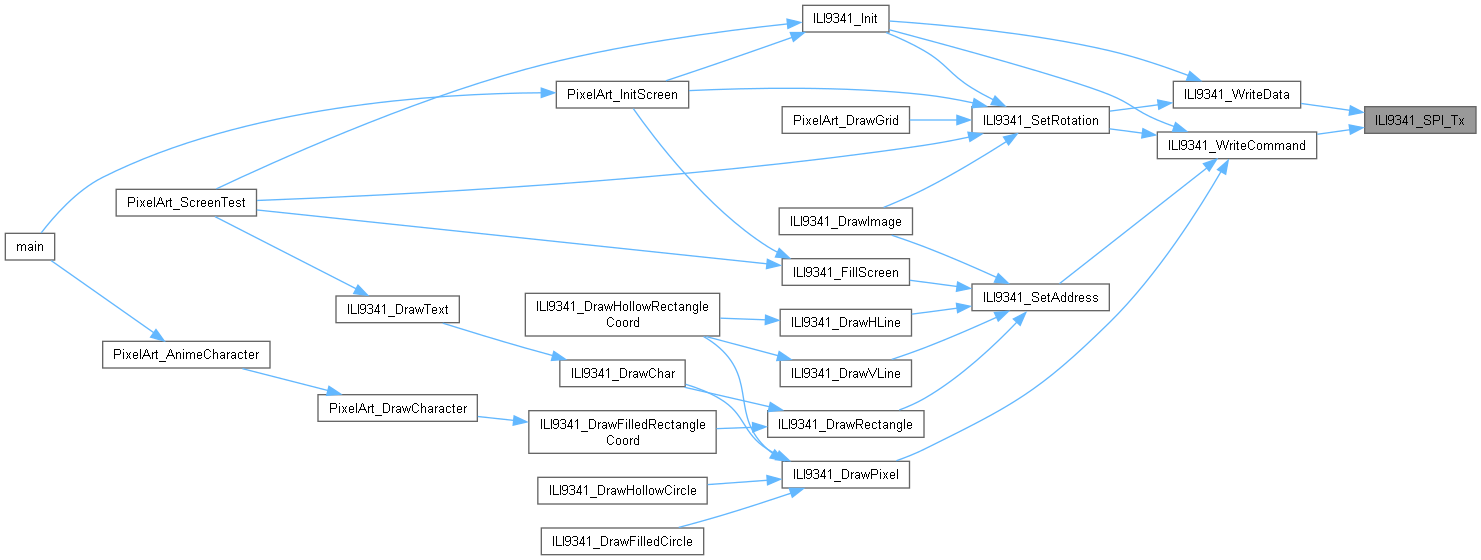 ILI9341_Init
PixelArt_InitScreen
ILI9341_WriteData
PixelArt_DrawGrid
ILI9341_SetRotation
ILI9341_SPI_Tx
ILI9341_WriteCommand
PixelArt_ScreenTest
ILI9341_DrawImage
main
ILI9341_FillScreen
ILI9341_SetAddress
ILI9341_DrawText
ILI9341_DrawHollowRectangle
Coord
ILI9341_DrawHLine
PixelArt_AnimeCharacter
ILI9341_DrawChar
ILI9341_DrawVLine
PixelArt_DrawCharacter
ILI9341_DrawFilledRectangle
Coord
ILI9341_DrawRectangle
ILI9341_DrawPixel
ILI9341_DrawHollowCircle
ILI9341_DrawFilledCircle